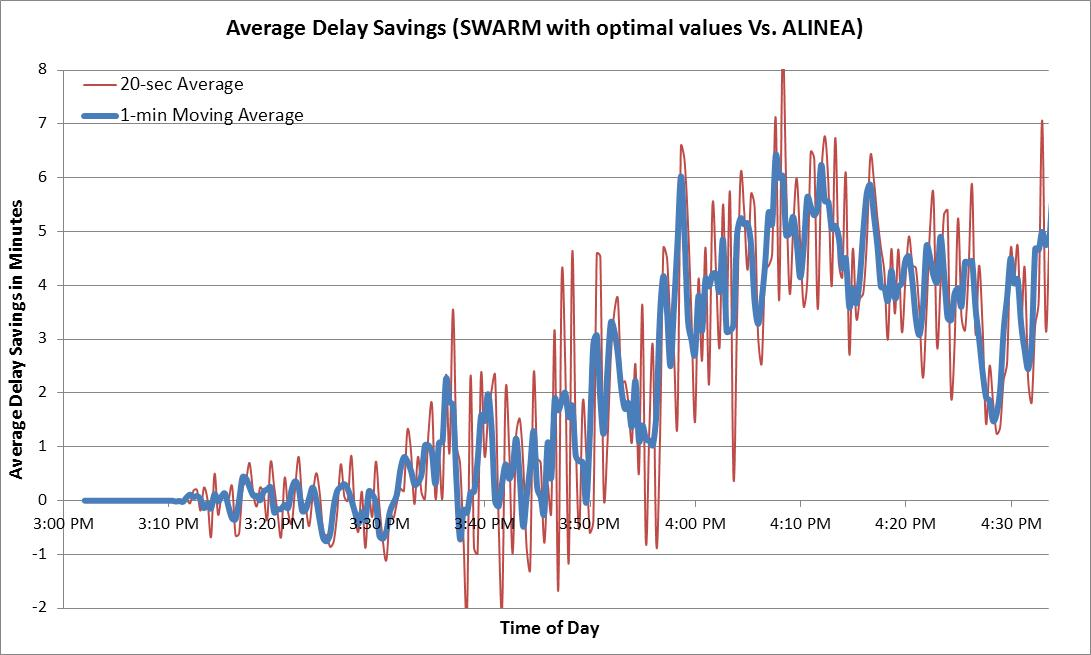 Average Delay Savings (SWARM with optimal values Vs. ALINEA)
8
20-sec Average
1-min Moving Average
7
6
5
4
3
2
1
0
-1
-2
3:00 PM 3:10 PM 3:20 PM 3:30 PM 3:40 PM 3:50 PM 4:00 PM 4:10 PM 4:20 PM 4:30 PM
Average Delay Savings in Minutes
Time of Day